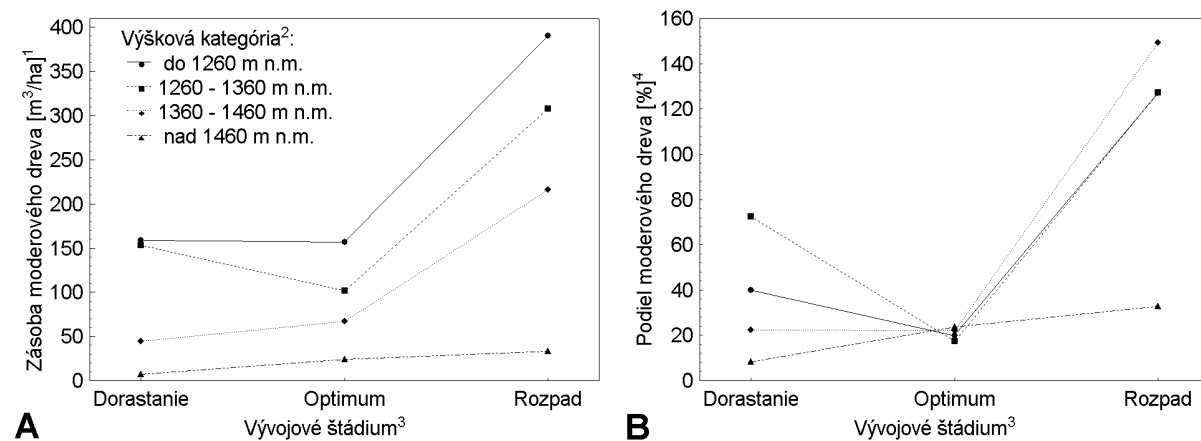 Zásoba moderového dreva [m³/ha]¹
400
350
300
250
200
150
100
50
0
Výšková kategória²:
do 1260 m n.m.
1260 - 1360 m n.m.
1360 - 1460 m n.m.
nad 1460 m n.m.
Dorastanie Optimum Rozpad
Vývojové štádium³
A
Podiel moderového dreva [%]⁴
160
140
120
100
80
60
40
20
0
Dorastanie Optimum Rozpad
Vývojové štádium³
B